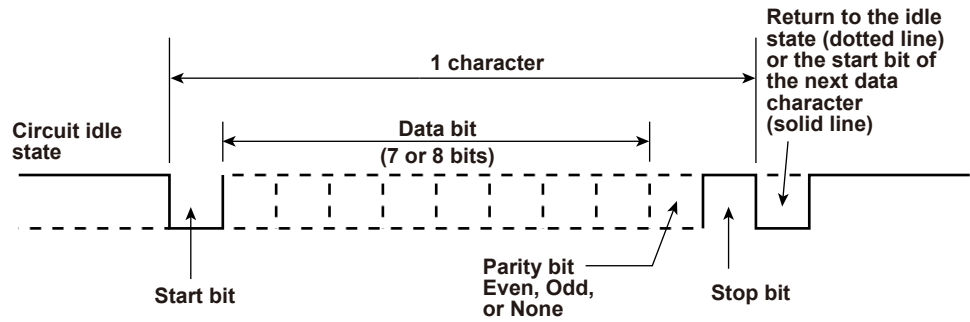 Return to the idle
state (dotted line)
or the start bit of
the next data
character
(solid line)
1 character
Circuit idle
state
Data bit
(7 or 8 bits)
Start bit
Parity bit
Even, Odd,
or None
Stop bit